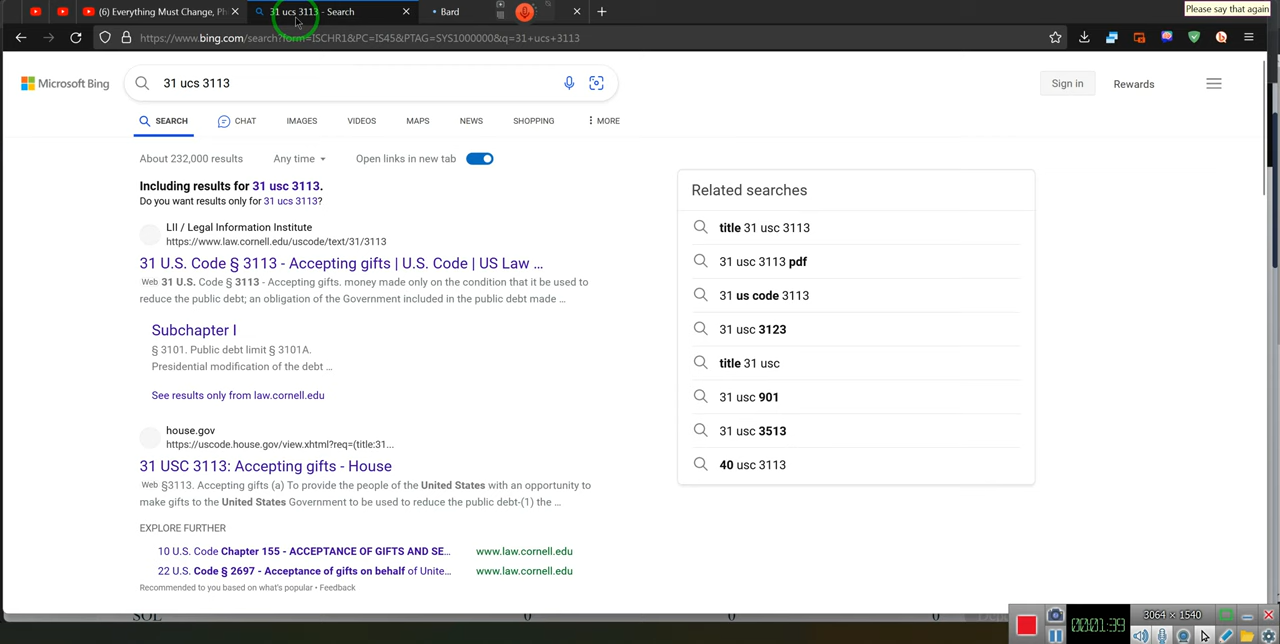 (6) Everything Must Change, Ph
31 ucs 3113 - Search
Bard
Please say that again
https://www.bing.com/search?form=ISCHR1&PC=IS45&PTAG=SYS1000000&q=31+ucs+3113
Microsoft Bing
31 ucs 3113
Sign in
Rewards
SEARCH
CHAT
IMAGES
VIDEOS
MAPS
NEWS
SHOPPING
MORE
About 232,000 results
Any time
Open links in new tab
Including results for 31 usc 3113.
Do you want results only for 31 ucs 3113?
LII / Legal Information Institute
https://www.law.cornell.edu/uscode/text/31/3113
31 U.S. Code § 3113 - Accepting gifts | U.S. Code | US Law ...
Web 31 U.S. Code § 3113 - Accepting gifts. money made only on the condition that it be used to
reduce the public debt; an obligation of the Government included in the public debt made ...
Subchapter I
§ 3101. Public debt limit § 3101A.
Presidential modification of the debt ...
See results only from law.cornell.edu
house.gov
https://uscode.house.gov/view.xhtml?req=(title:31...
31 USC 3113: Accepting gifts - House
Web §3113. Accepting gifts (a) To provide the people of the United States with an opportunity to
make gifts to the United States Government to be used to reduce the public debt-(1) the ...
EXPLORE FURTHER
10 U.S. Code Chapter 155 - ACCEPTANCE OF GIFTS AND SE...
www.law.cornell.edu
22 U.S. Code § 2697 - Acceptance of gifts on behalf of Unite...
www.law.cornell.edu
Recommended to you based on what's popular • Feedback
Related searches
title 31 usc 3113
31 usc 3113 pdf
31 us code 3113
31 usc 3123
title 31 usc
31 usc 901
31 usc 3513
40 usc 3113
SOL
0
0
0
3064 × 1540
00:01:39